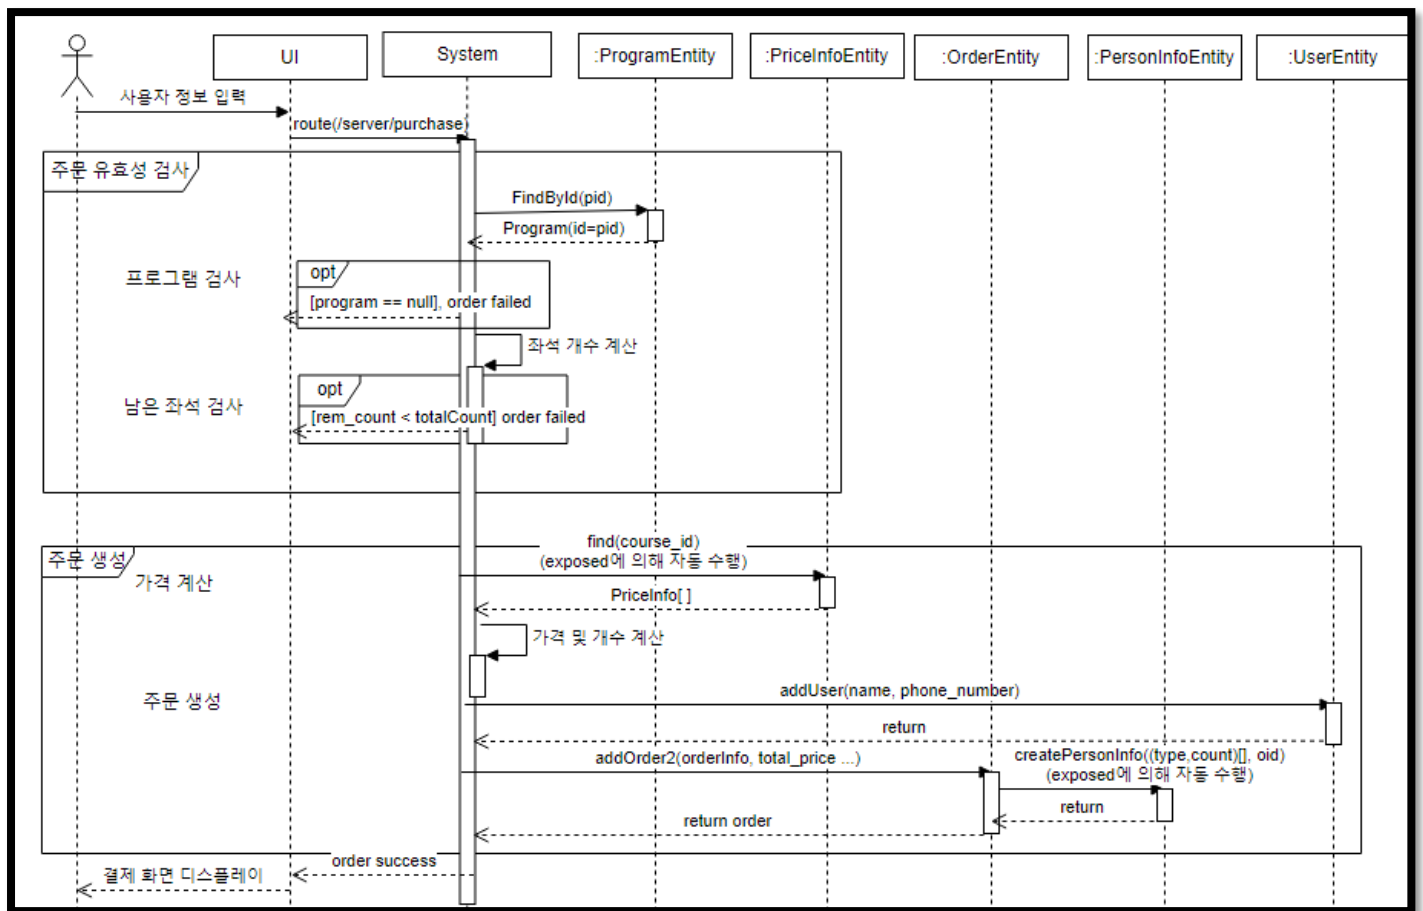 UI
System
:ProgramEntity
:PriceInfoEntity
:OrderEntity
:PersonInfoEntity
:UserEntity
사용자 정보 입력
route(/server/purchase)
주문 유효성 검사
FindById(pid)
Program(id=pid)
프로그램 검사
opt
[program == null], order failed
좌석 개수 계산
남은 좌석 검사
opt
[rem_count < totalCount] order failed
주문 생성
find(course_id)
(exposed에 의해 자동 수행)
가격 계산
PriceInfo[ ]
가격 및 개수 계산
주문 생성
addUser(name, phone_number)
return
addOrder2(orderInfo, total_price ...)
createPersonInfo((type,count)[], oid)
(exposed에 의해 자동 수행)
return
return order
order success
결제 화면 디스플레이